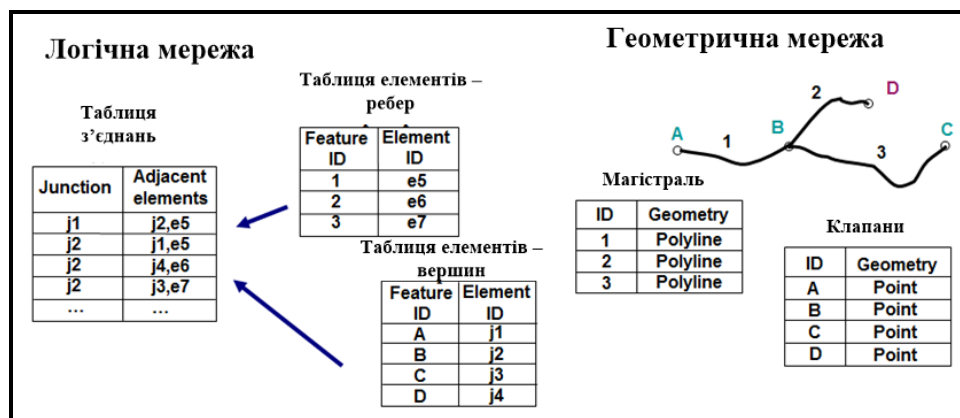 Логічна мережа
Таблиця
з’єднань
Junction Adjacent
elements
j1 j2,e5
j2 j1,e5
j2 j4,e6
j2 j3,e7
... ...
Таблиця елементів –
ребер
Feature Element
ID ID
1 e5
2 e6
3 e7
Таблиця елементів –
вершин
Feature Element
ID ID
A j1
B j2
C j3
D j4
Геометрична мережа
A 1 B 2 D 3 C
Магістраль
ID Geometry
1 Polyline
2 Polyline
3 Polyline
Клапани
ID Geometry
A Point
B Point
C Point
D Point